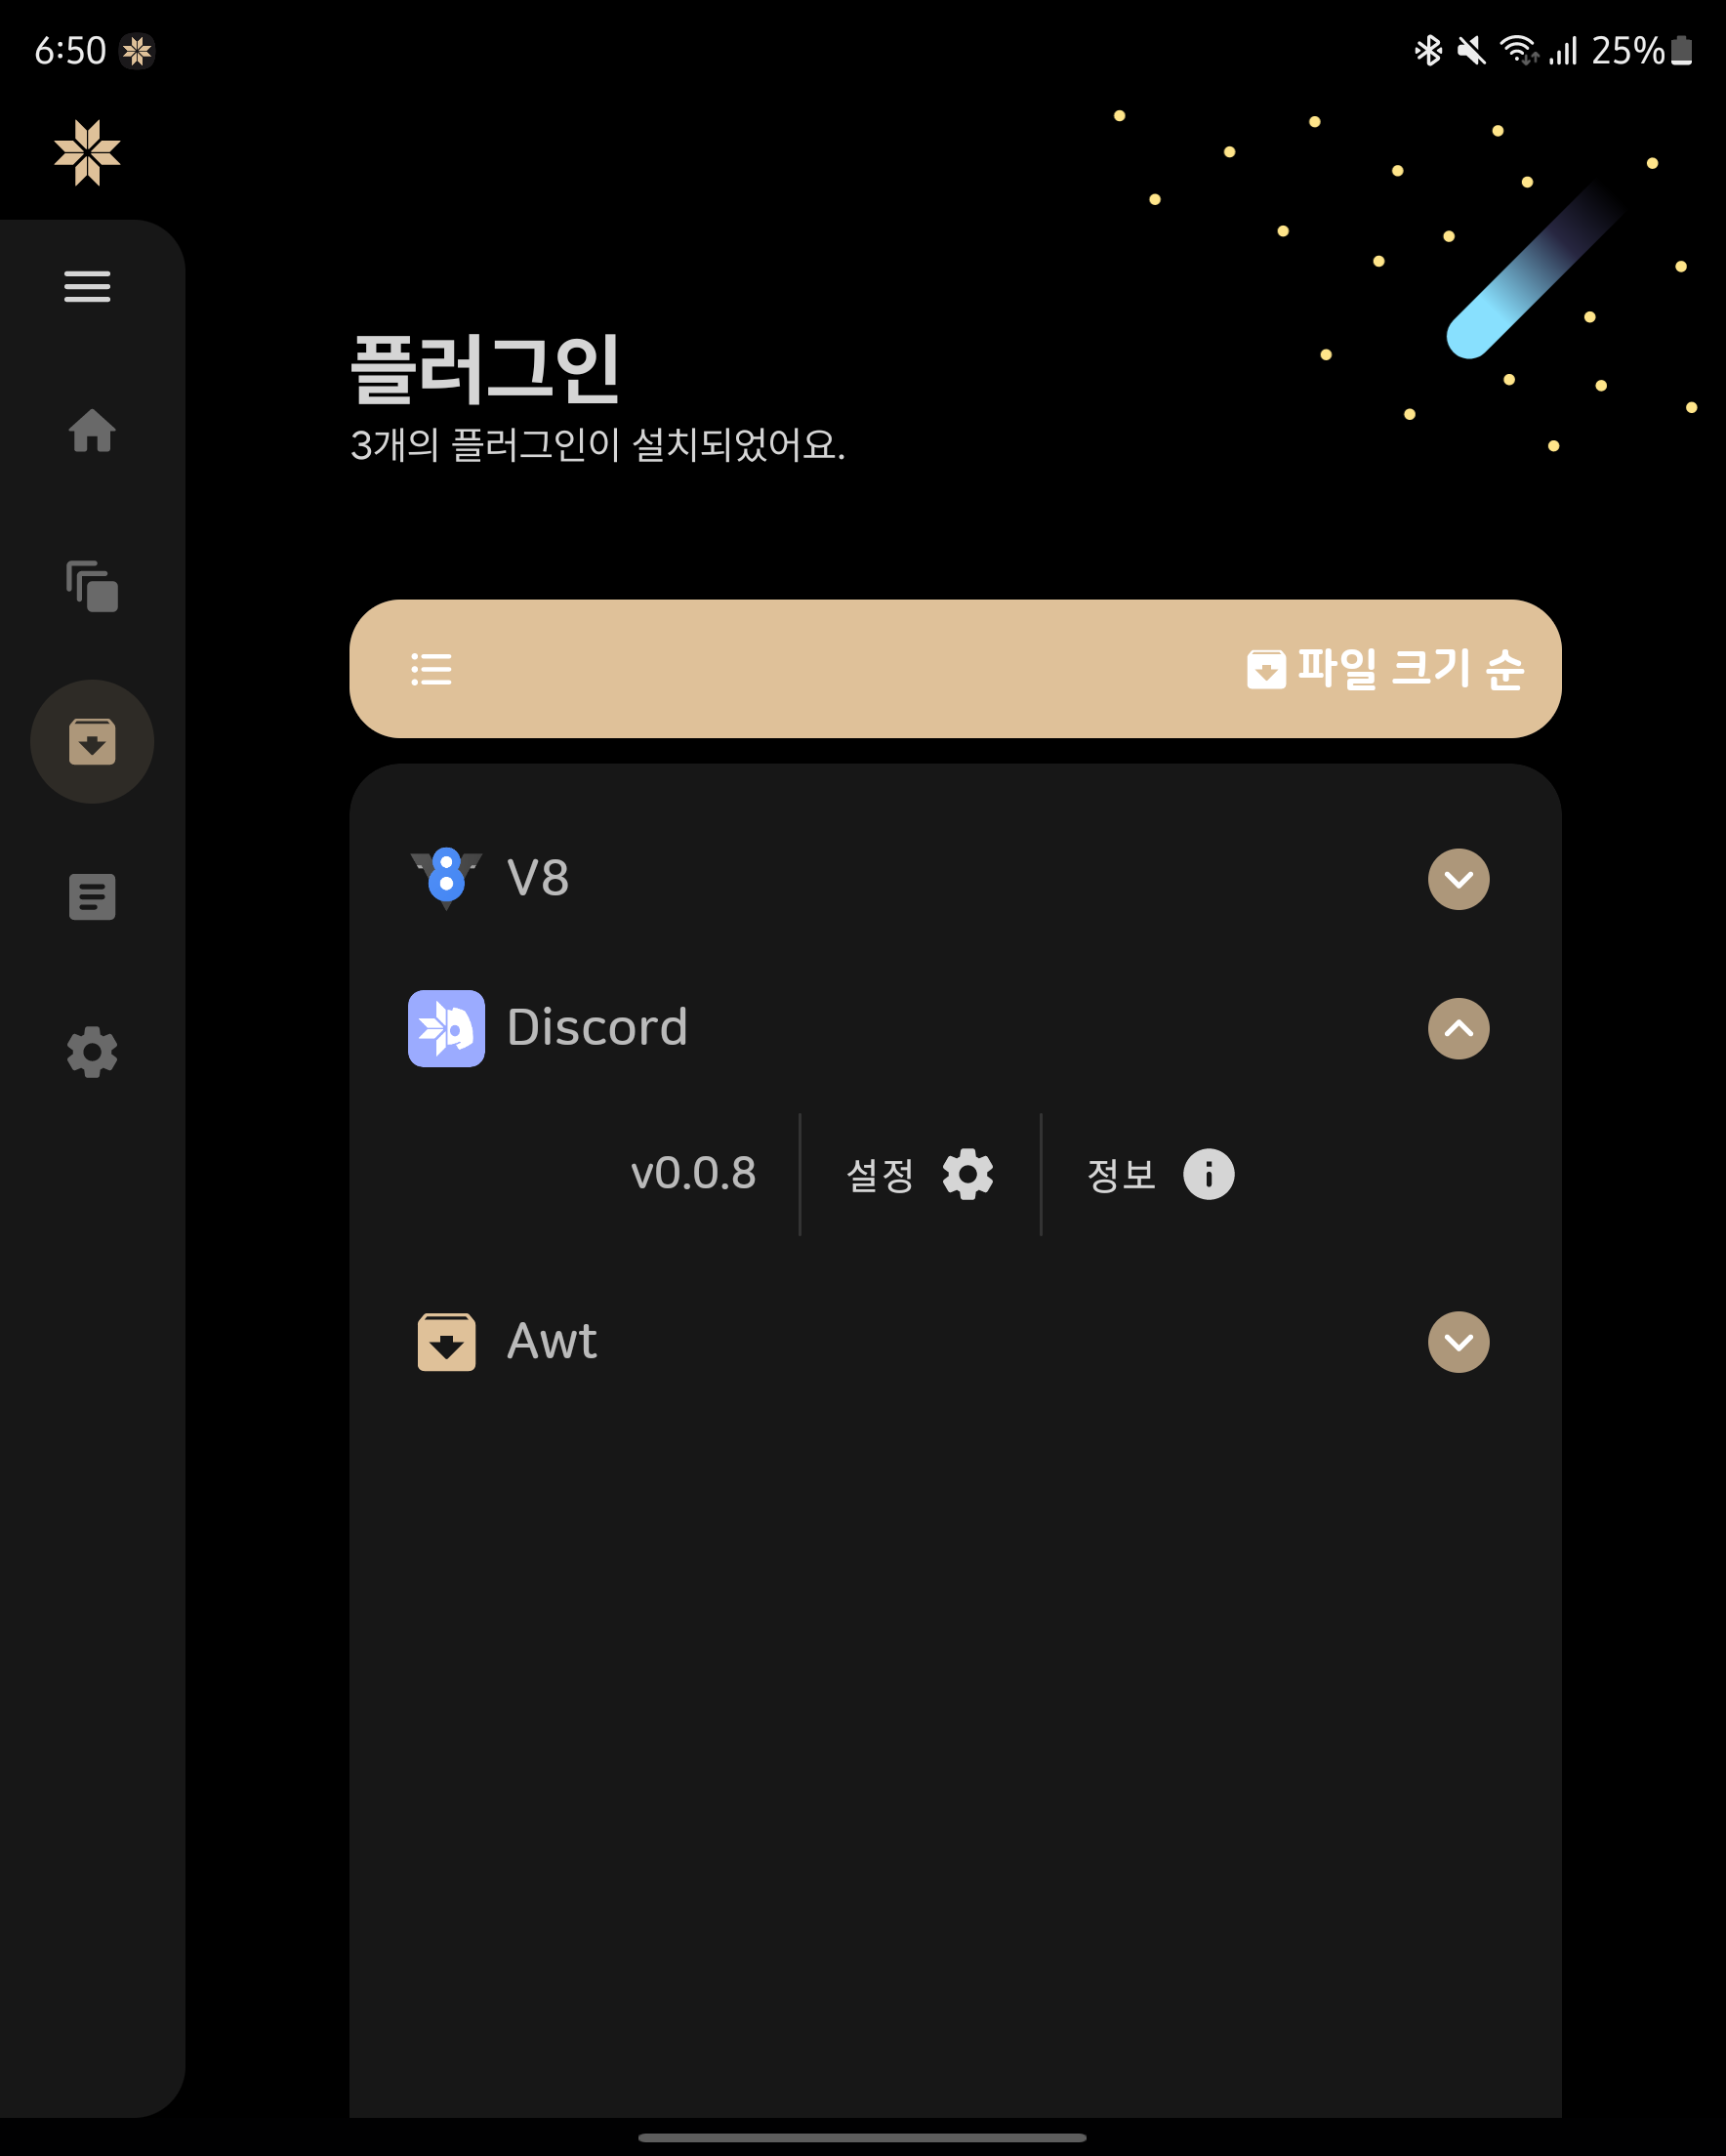 6:50 25%
플러그인
3개의 플러그인이 설치되었어요.
파일 크기 순
V8
Discord
v0.0.8 설정 정보
Awt